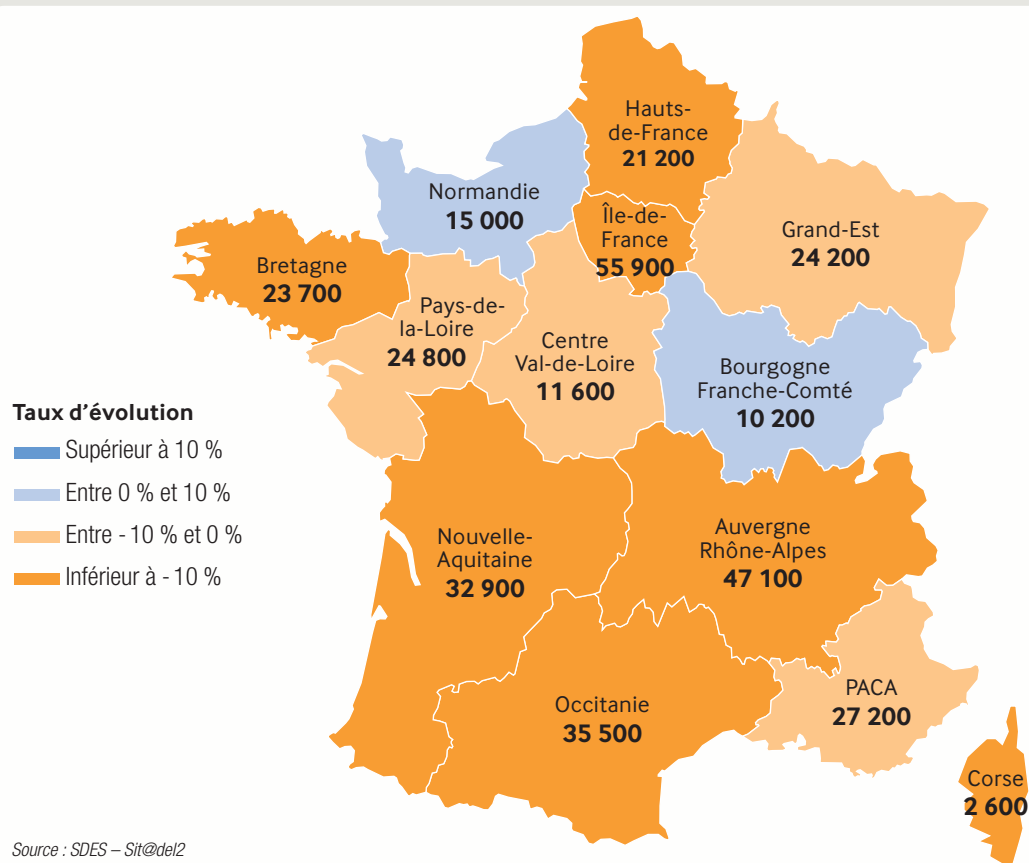 Hauts-
de-France
21 200
Normandie
15 000
Île-de-
France
55 900
Grand-Est
24 200
Bretagne
23 700
Pays-de-
la-Loire
24 800
Centre
Val-de-Loire
11 600
Bourgogne
Franche-Comté
10 200
Taux d'évolution
Supérieur à 10 %
Entre 0 % et 10 %
Entre - 10 % et 0 %
Inférieur à - 10 %
Nouvelle-
Aquitaine
32 900
Auvergne
Rhône-Alpes
47 100
Occitanie
35 500
PACA
27 200
Corse
2 600
Source : SDES – Sit@del2